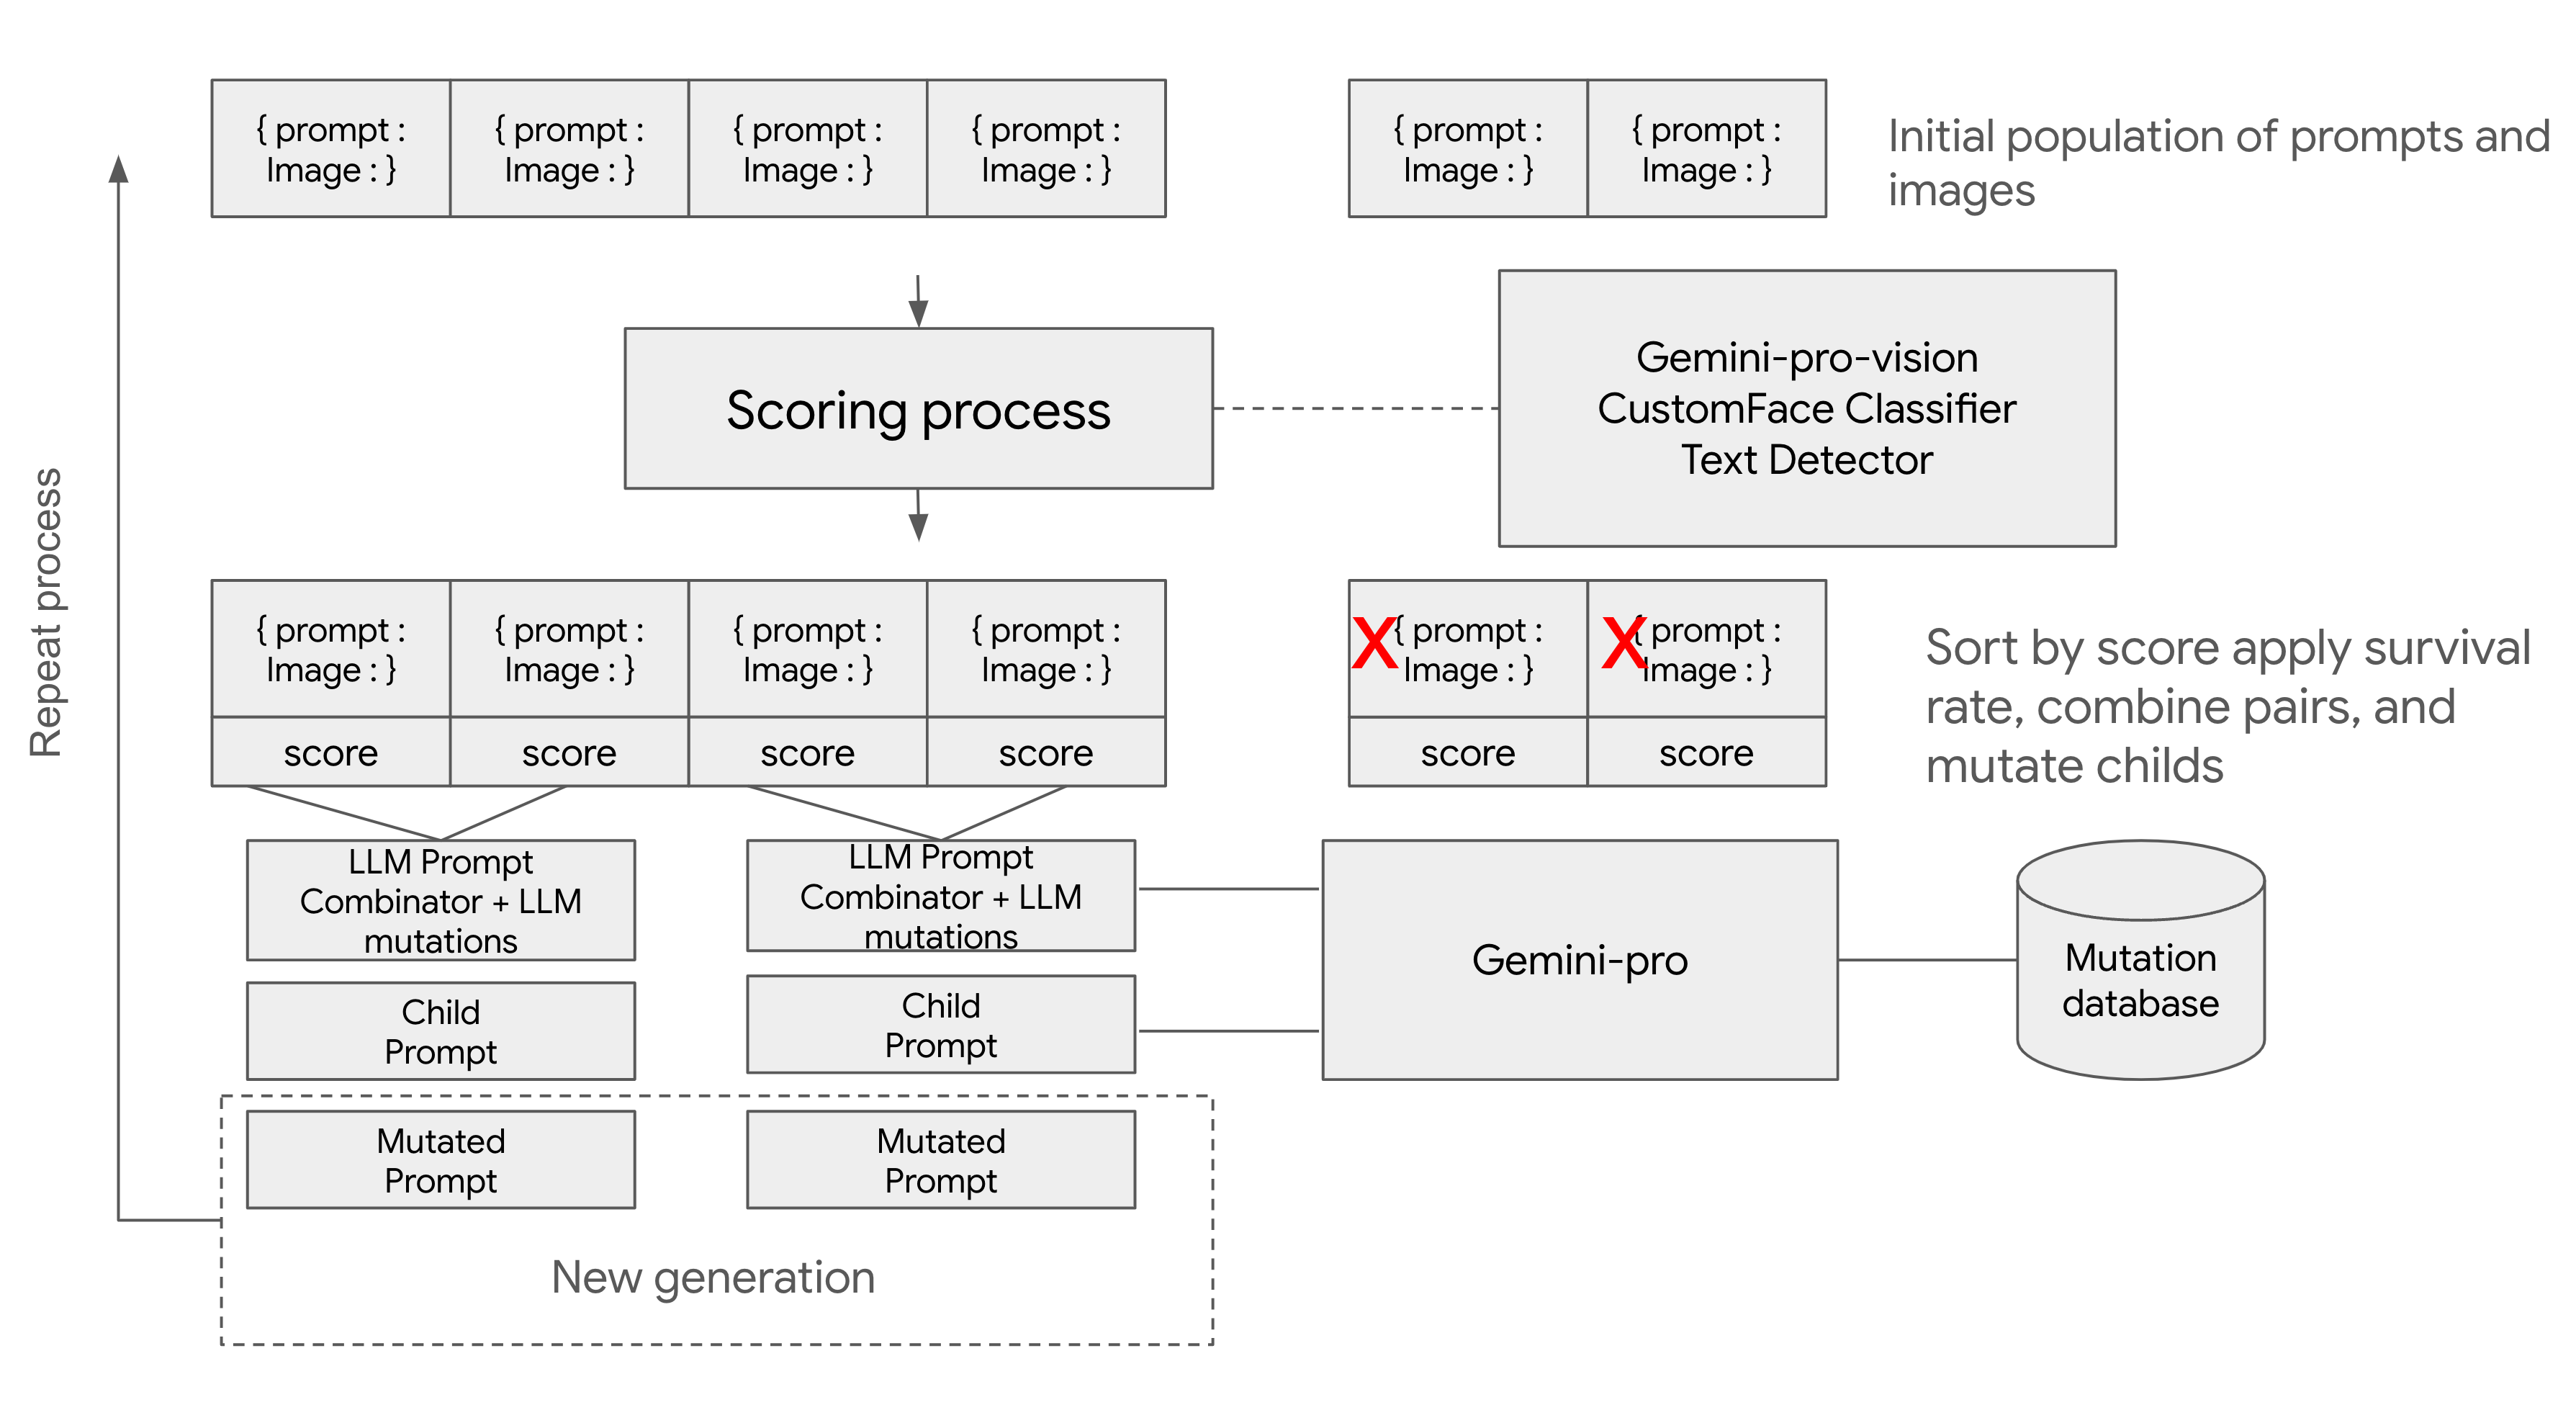 { prompt :
Image : }
{ prompt :
Image : }
{ prompt :
Image : }
{ prompt :
Image : }
{ prompt :
Image : }
{ prompt :
Image : }
Initial population of prompts and
images
Scoring process
Gemini-pro-vision
CustomFace Classifier
Text Detector
Repeat process
{ prompt :
Image : }
{ prompt :
Image : }
{ prompt :
Image : }
{ prompt :
Image : }
X
{ prompt :
Image : }
X
{ prompt :
Image : }
score
score
score
score
score
score
Sort by score apply survival
rate, combine pairs, and
mutate childs
LLM Prompt
Combinator + LLM
mutations
LLM Prompt
Combinator + LLM
mutations
Gemini-pro
Mutation
database
Child
Prompt
Child
Prompt
Mutated
Prompt
Mutated
Prompt
New generation